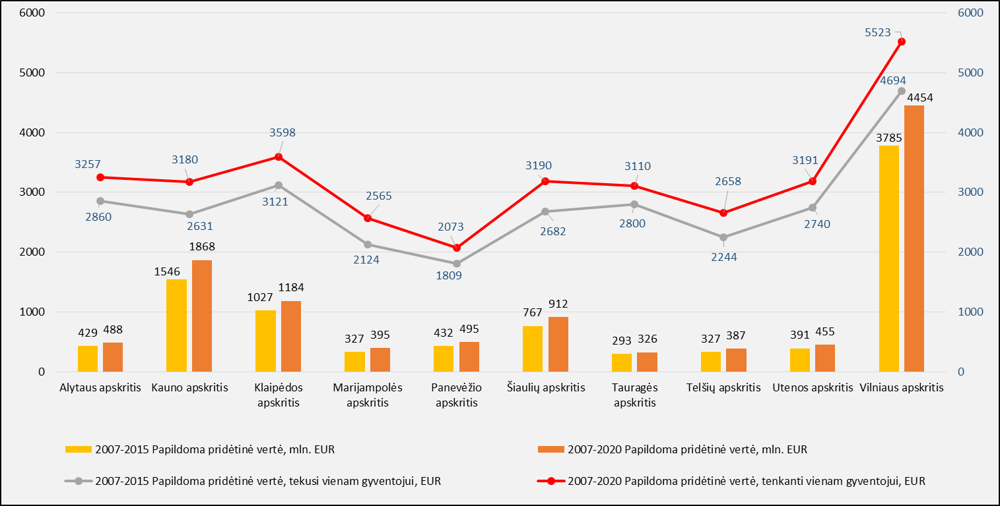 6000
5000
4000
3000
2000
1000
0
6000
5000
4000
3000
2000
1000
0
3257
3180
3598
2565
2073
3190
3110
2658
3191
5523
2860
2631
3121
2124
1809
2682
2800
2244
2740
4694
429 488
1546 1868
1027 1184
327 395
432 495
767 912
293 326
327 387
391 455
3785 4454
Alytaus apskritis
Kauno apskritis
Klaipėdos
apskritis
Marijampolės
apskritis
Panevėžio
apskritis
Šiaulių apskritis
Tauragės
apskritis
Telšių apskritis
Utenos apskritis
Vilniaus apskritis
2007-2015 Papildoma pridėtinė vertė, mln. EUR
2007-2020 Papildoma pridėtinė vertė, mln. EUR
2007-2015 Papildoma pridėtinė vertė, tekusi vienam gyventojui, EUR
2007-2020 Papildoma pridėtinė vertė, tenkanti vienam gyventojui, EUR